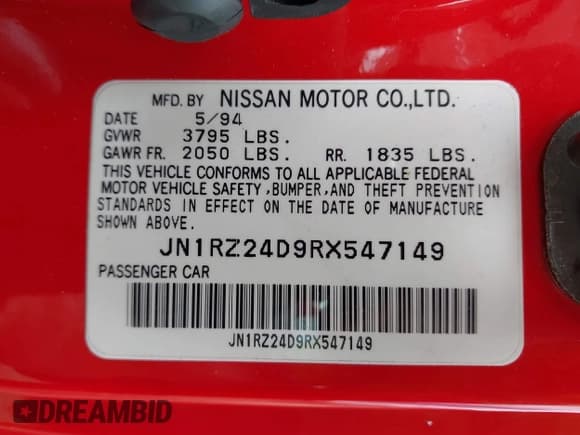 MFD. BY NISSAN MOTOR CO.,LTD.
DATE 5/94
GVWR 3795 LBS.
GAWR FR. 2050 LBS. RR. 1835 LBS.
THIS VEHICLE CONFORMS TO ALL APPLICABLE FEDERAL
MOTOR VEHICLE SAFETY,BUMPER,AND THEFT PREVENTION
STANDARDS IN EFFECT ON THE DATE OF MANUFACTURE
SHOWN ABOVE.
JN1RZ24D9RX547149
PASSENGER CAR
JN1RZ24D9RX547149
DREAMBID